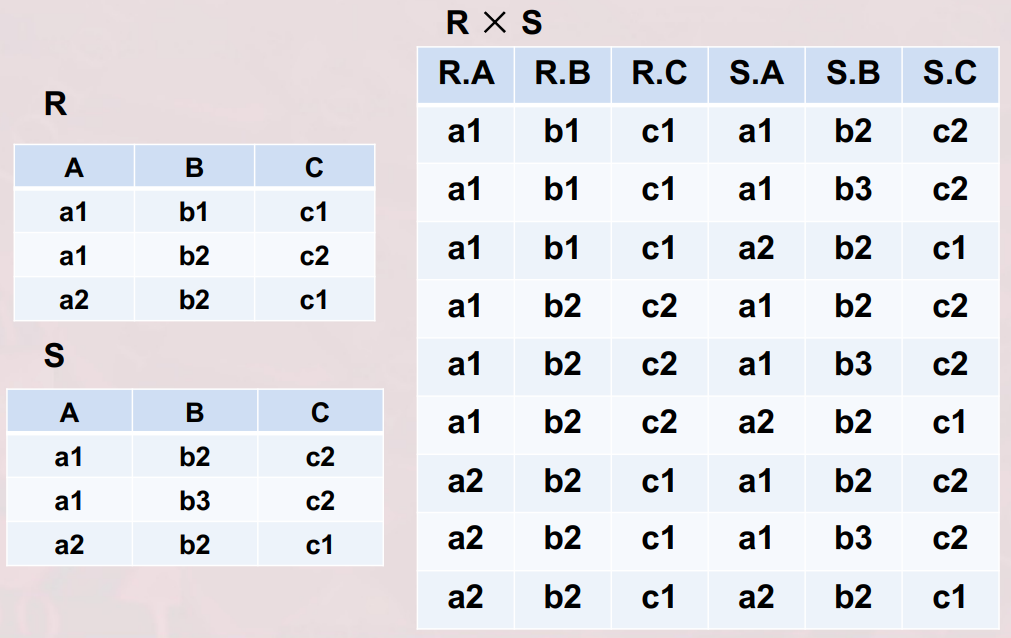 R
A B C
a1 b1 c1
a1 b2 c2
a2 b2 c1
S
A B C
a1 b2 c2
a1 b3 c2
a2 b2 c1
R × S
R.A R.B R.C S.A S.B S.C
a1 b1 c1 a1 b2 c2
a1 b1 c1 a1 b3 c2
a1 b1 c1 a2 b2 c1
a1 b2 c2 a1 b2 c2
a1 b2 c2 a1 b3 c2
a1 b2 c2 a2 b2 c1
a2 b2 c1 a1 b2 c2
a2 b2 c1 a1 b3 c2
a2 b2 c1 a2 b2 c1